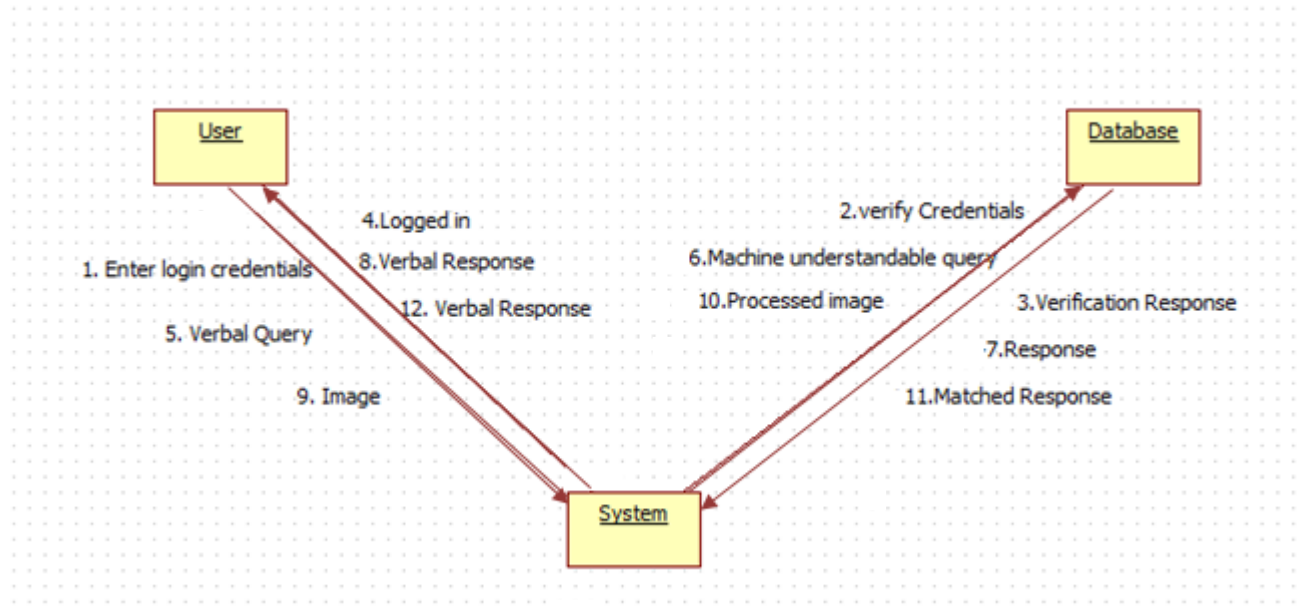 User
Database
4.Logged in
2.verify Credentials
8.Verbal Response
6.Machine understandable query
1. Enter login credentials
12. Verbal Response
10.Processed image
3.Verification Response
5. Verbal Query
7.Response
9. Image
11.Matched Response
System